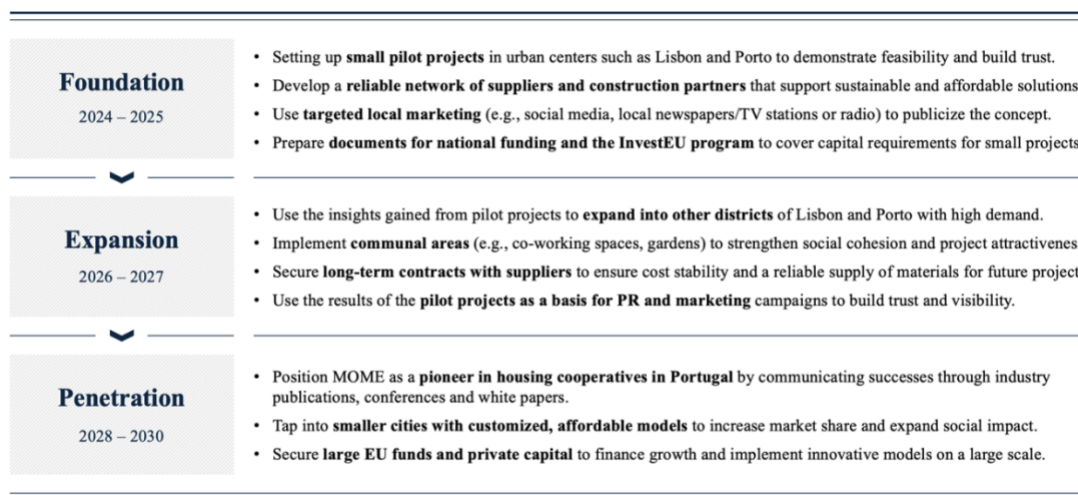 Foundation
2024 – 2025
• Setting up small pilot projects in urban centers such as Lisbon and Porto to demonstrate feasibility and build trust.
• Develop a reliable network of suppliers and construction partners that support sustainable and affordable solutions
• Use targeted local marketing (e.g., social media, local newspapers/TV stations or radio) to publicize the concept.
• Prepare documents for national funding and the InvestEU program to cover capital requirements for small projects
Expansion
2026 – 2027
• Use the insights gained from pilot projects to expand into other districts of Lisbon and Porto with high demand.
• Implement communal areas (e.g., co-working spaces, gardens) to strengthen social cohesion and project attractivenes
• Secure long-term contracts with suppliers to ensure cost stability and a reliable supply of materials for future project
• Use the results of the pilot projects as a basis for PR and marketing campaigns to build trust and visibility.
Penetration
2028 – 2030
• Position MOME as a pioneer in housing cooperatives in Portugal by communicating successes through industry
publications, conferences and white papers.
• Tap into smaller cities with customized, affordable models to increase market share and expand social impact.
• Secure large EU funds and private capital to finance growth and implement innovative models on a large scale.